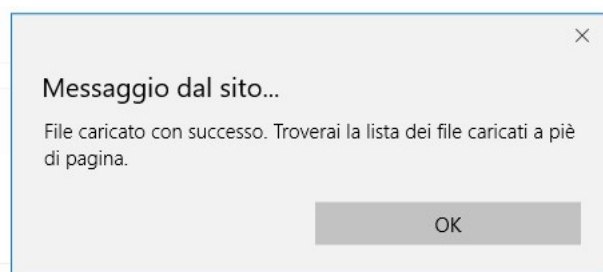 Messaggio dal sito...
File caricato con successo. Troverai la lista dei file caricati a piè
di pagina.
OK